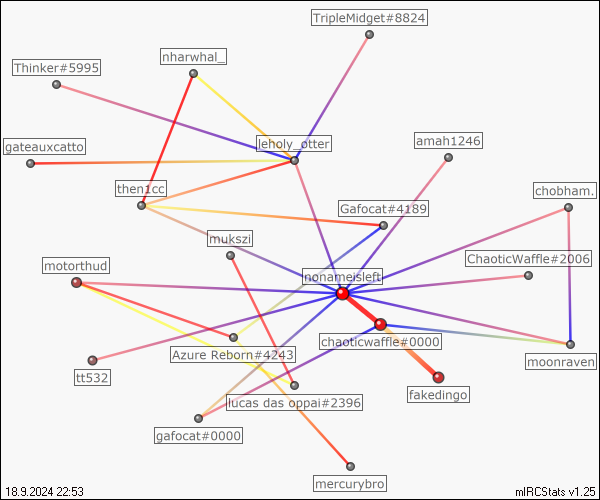 TripleMidget#8824
nharwhal_
Thinker#5995
leholy_otter
amah1246
gateauxcatto
then1cc
chobham.
Gafocat#4189
mukszi
motorthud
nonameisleft
ChaoticWaffle#2006
chaoticwaffle#0000
Azure Reborn#4243
moonraven
tt532
fakedingo
lucas das oppai#2396
gafocat#0000
mercurybro
18.9.2024 22:53
mIRCStats v1.25